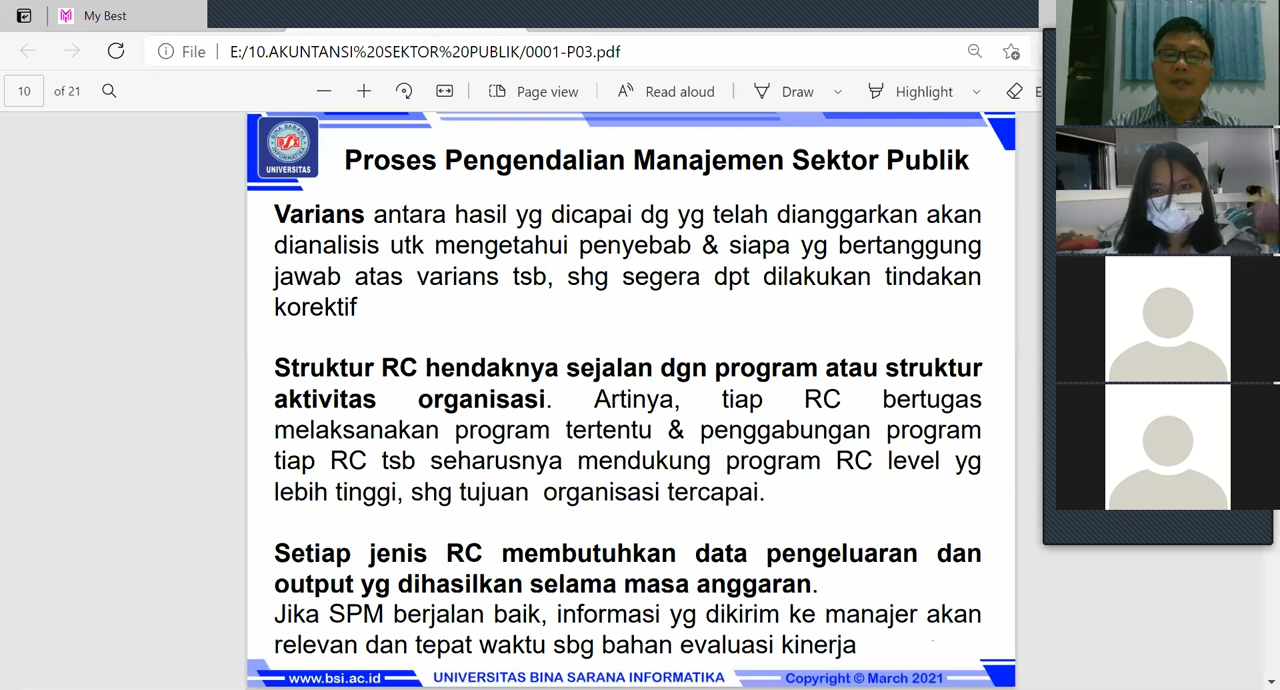 My Best
File
E:/10.AKUNTANSI%20SEKTOR%20PUBLIK/0001-P03.pdf
10 of 21
Page view
Read aloud
Draw
Highlight
E
BINA SARANA INFORMATIKA
BSI
UNIVERSITAS
Proses Pengendalian Manajemen Sektor Publik
Varians antara hasil yg dicapai dg yg telah dianggarkan akan
dianalisis utk mengetahui penyebab & siapa yg bertanggung
jawab atas varians tsb, shg segera dpt dilakukan tindakan
korektif
Struktur RC hendaknya sejalan dgn program atau struktur
aktivitas organisasi. Artinya, tiap RC bertugas
melaksanakan program tertentu & penggabungan program
tiap RC tsb seharusnya mendukung program RC level yg
lebih tinggi, shg tujuan organisasi tercapai.
Setiap jenis RC membutuhkan data pengeluaran dan
output yg dihasilkan selama masa anggaran.
Jika SPM berjalan baik, informasi yg dikirim ke manajer akan
relevan dan tepat waktu sbg bahan evaluasi kinerja
www.bsi.ac.id
UNIVERSITAS BINA SARANA INFORMATIKA
Copyright © March 2021